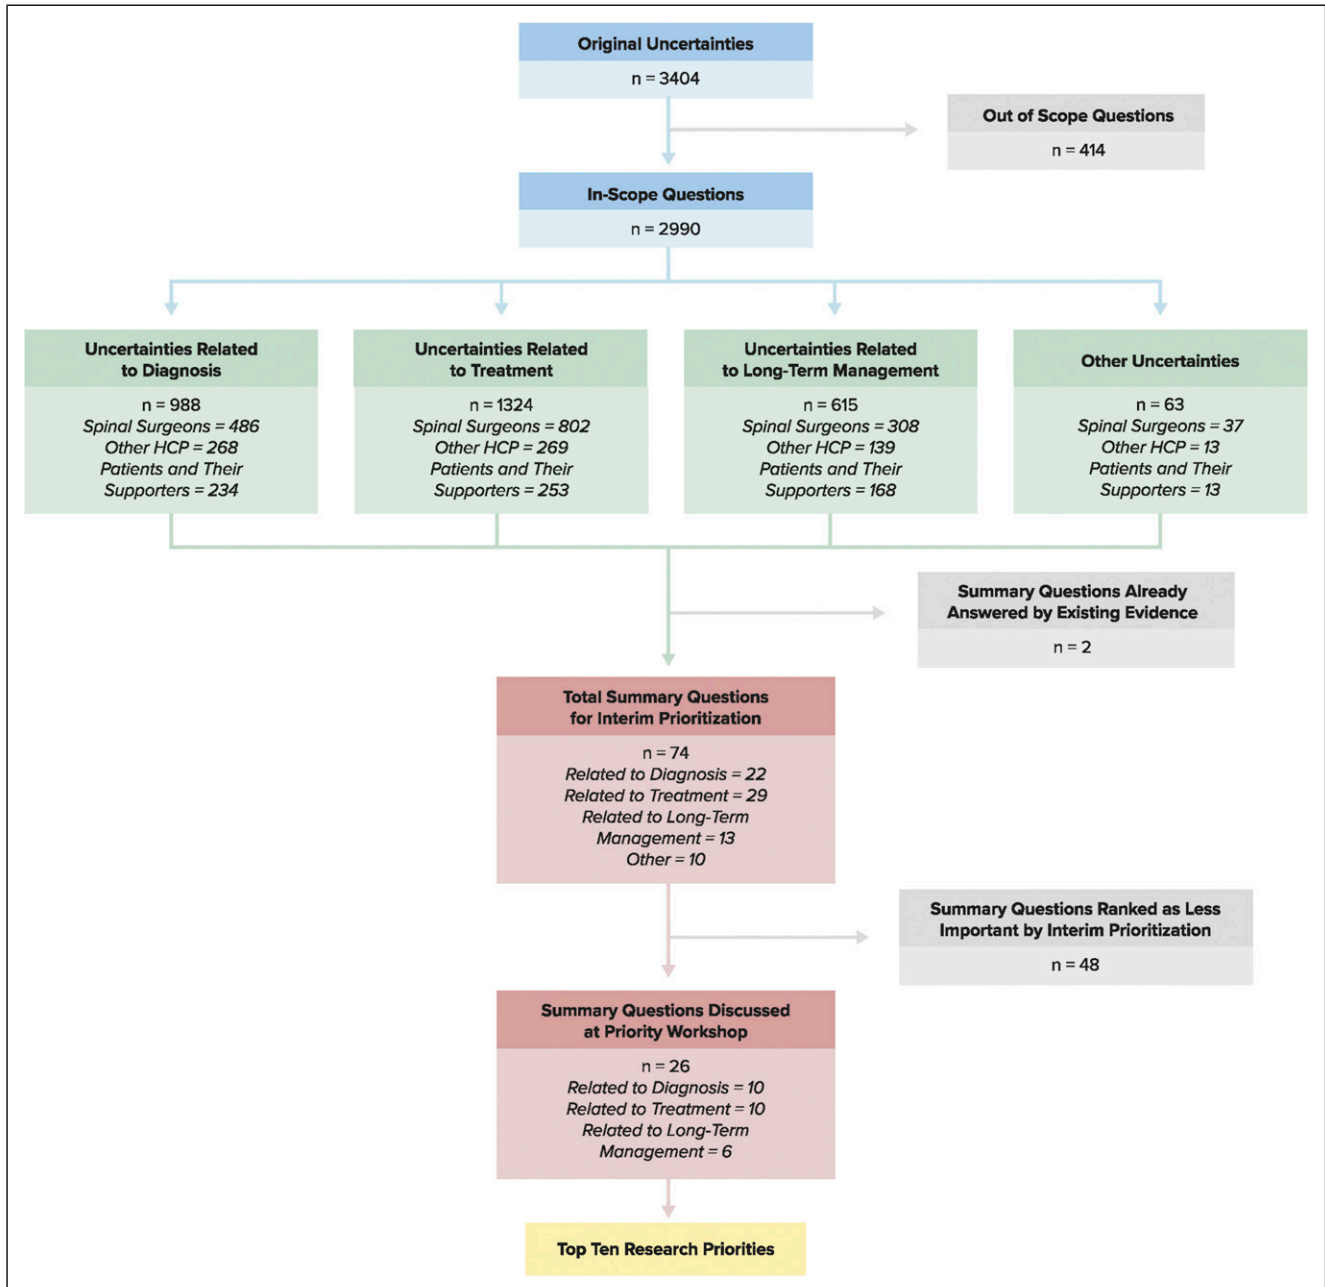 Original Uncertainties
n = 3404
Out of Scope Questions
n = 414
In-Scope Questions
n = 2990
Uncertainties Related
to Diagnosis
n = 988
Spinal Surgeons = 486
Other HCP = 268
Patients and Their
Supporters = 234
Uncertainties Related
to Treatment
n = 1324
Spinal Surgeons = 802
Other HCP = 269
Patients and Their
Supporters = 253
Uncertainties Related
to Long-Term Management
n = 615
Spinal Surgeons = 308
Other HCP = 139
Patients and Their
Supporters = 168
Other Uncertainties
n = 63
Spinal Surgeons = 37
Other HCP = 13
Patients and Their
Supporters = 13
Summary Questions Already
Answered by Existing Evidence
n = 2
Total Summary Questions
for Interim Prioritization
n = 74
Related to Diagnosis = 22
Related to Treatment = 29
Related to Long-Term
Management = 13
Other = 10
Summary Questions Ranked as Less
Important by Interim Prioritization
n = 48
Summary Questions Discussed
at Priority Workshop
n = 26
Related to Diagnosis = 10
Related to Treatment = 10
Related to Long-Term
Management = 6
Top Ten Research Priorities